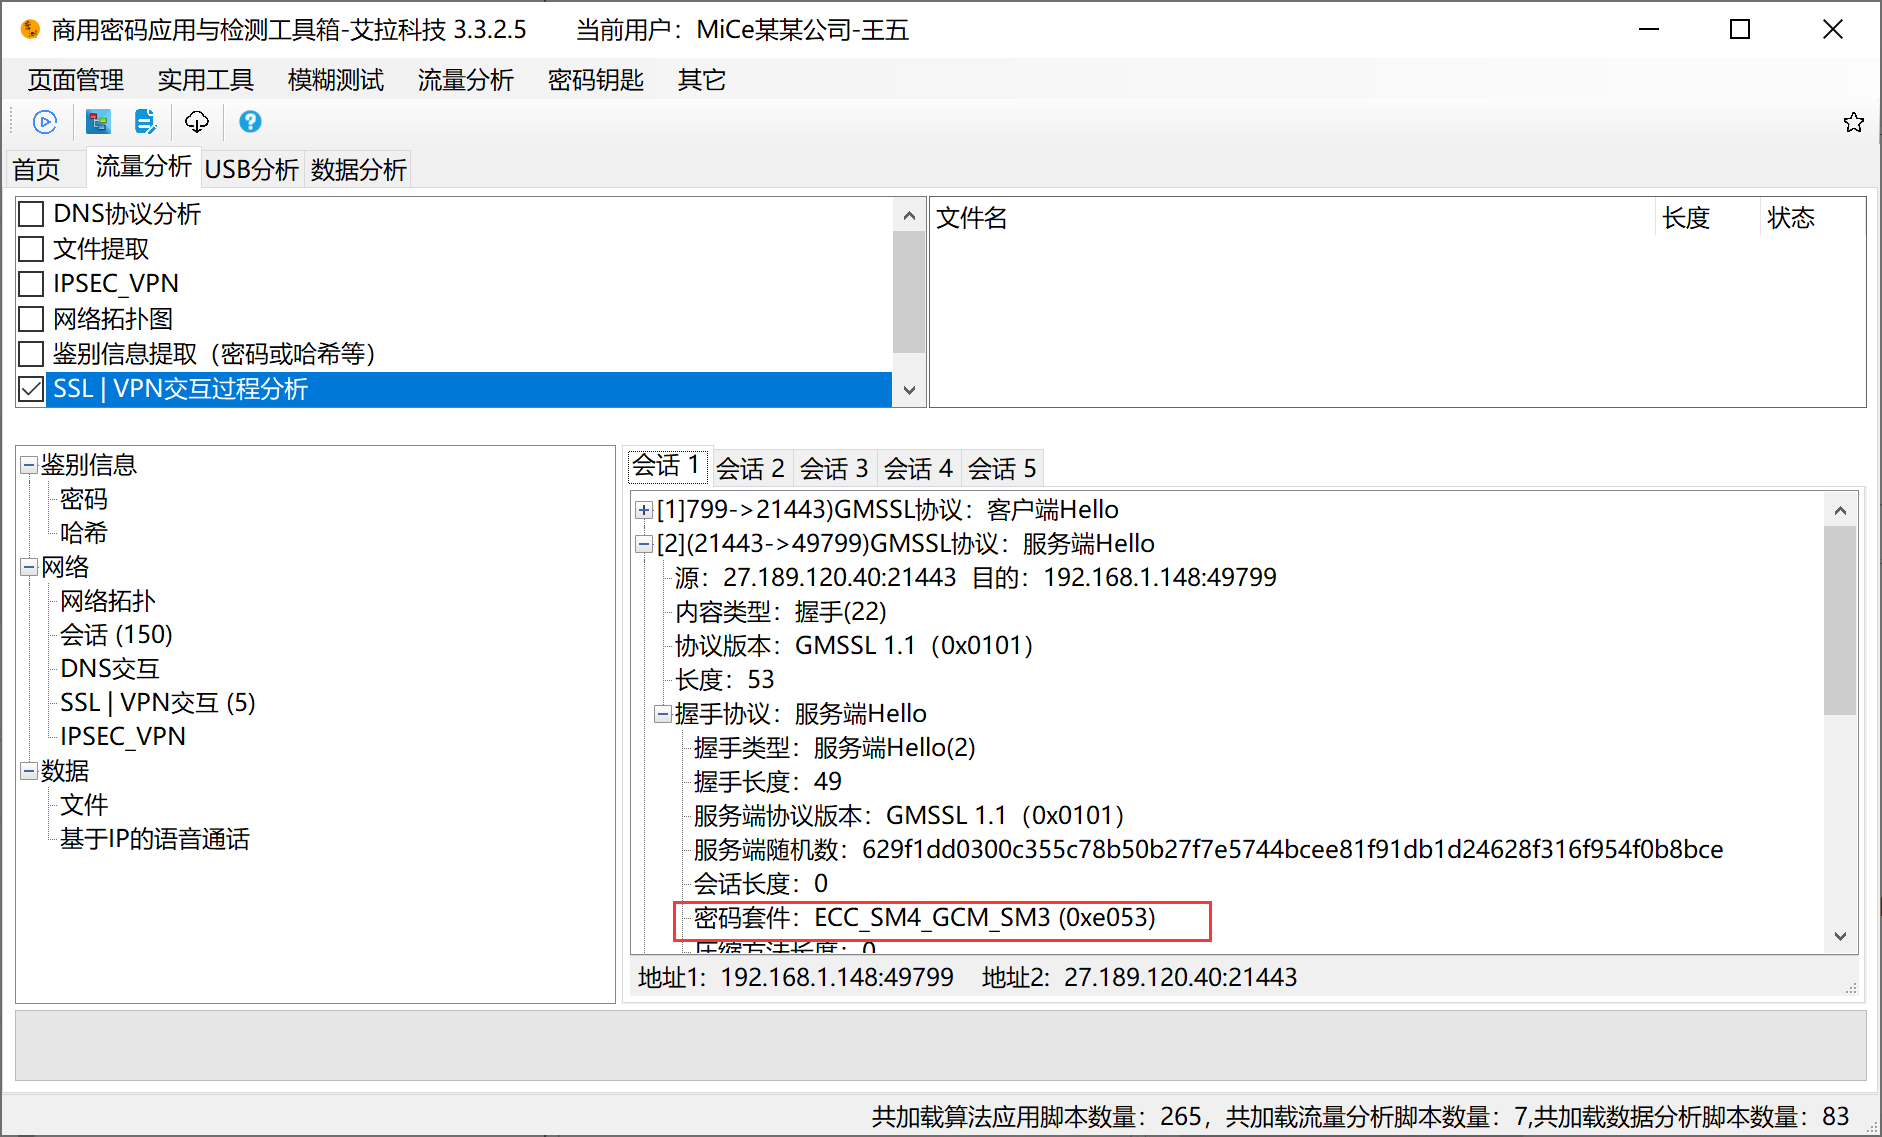 商用密码应用与检测工具箱-艾拉科技 3.3.2.5 当前用户：MiCe某某公司-王五
页面管理 实用工具 模糊测试 流量分析 密码钥匙 其它
首页 流量分析 USB分析 数据分析
DNS协议分析
文件提取
IPSEC_VPN
网络拓扑图
鉴别信息提取（密码或哈希等）
SSL | VPN交互过程分析
文件名 长度 状态
鉴别信息
密码
哈希
网络
网络拓扑
会话 (150)
DNS交互
SSL | VPN交互 (5)
IPSEC_VPN
数据
文件
基于IP的语音通话
会话 1 会话 2 会话 3 会话 4 会话 5
[1]799->21443)GMSSL协议：客户端Hello
[2](21443->49799)GMSSL协议：服务端Hello
源：27.189.120.40:21443 目的：192.168.1.148:49799
内容类型：握手(22)
协议版本：GMSSL 1.1（0x0101）
长度：53
握手协议：服务端Hello
握手类型：服务端Hello(2)
握手长度：49
服务端协议版本：GMSSL 1.1（0x0101）
服务端随机数：629f1dd0300c355c78b50b27f7e5744bcee81f91db1d24628f316f954f0b8bce
会话长度：0
密码套件：ECC_SM4_GCM_SM3 (0xe053)
压缩方法长度：0
地址1：192.168.1.148:49799 地址2：27.189.120.40:21443
共加载算法应用脚本数量：265，共加载流量分析脚本数量：7,共加载数据分析脚本数量：83